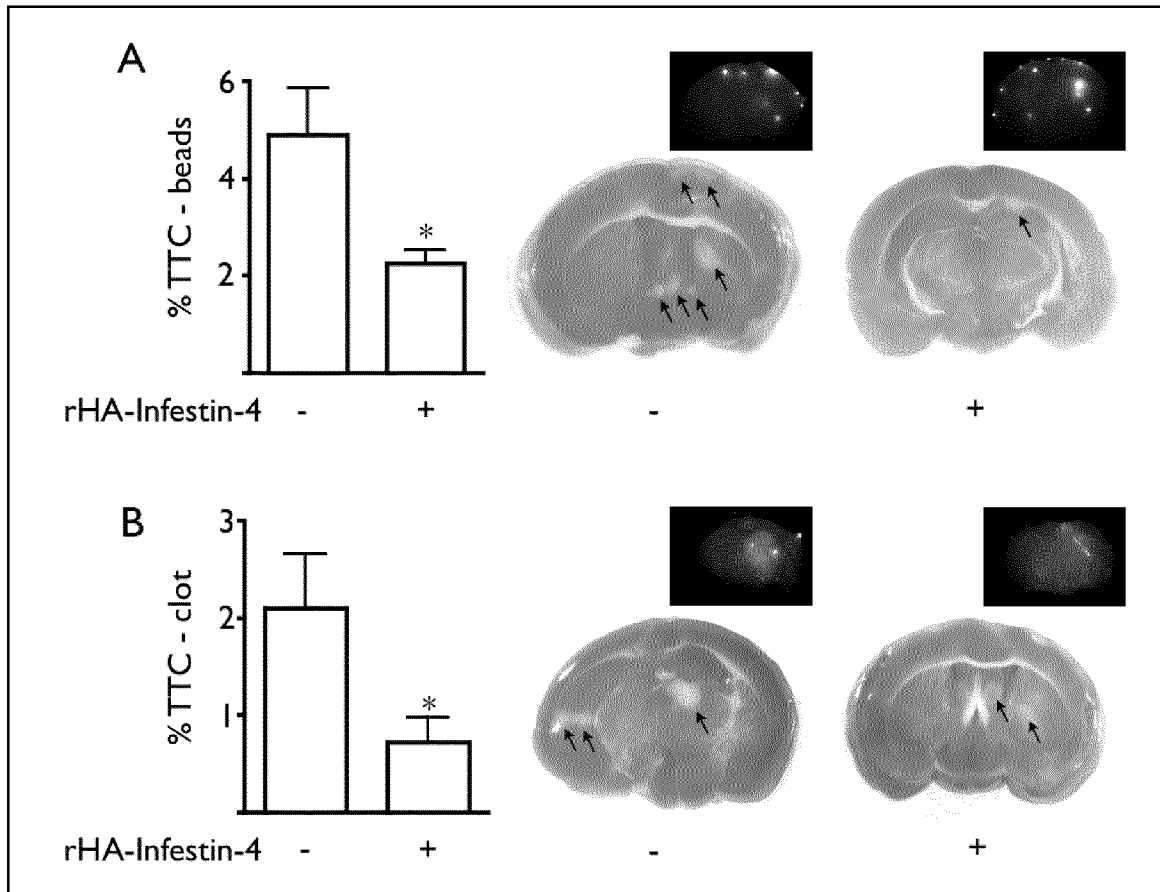 A
6
4
2
% TTC - beads
*
rHA-Infestin-4 - + - +
B
3
2
1
% TTC - clot
*
rHA-Infestin-4 - + - +